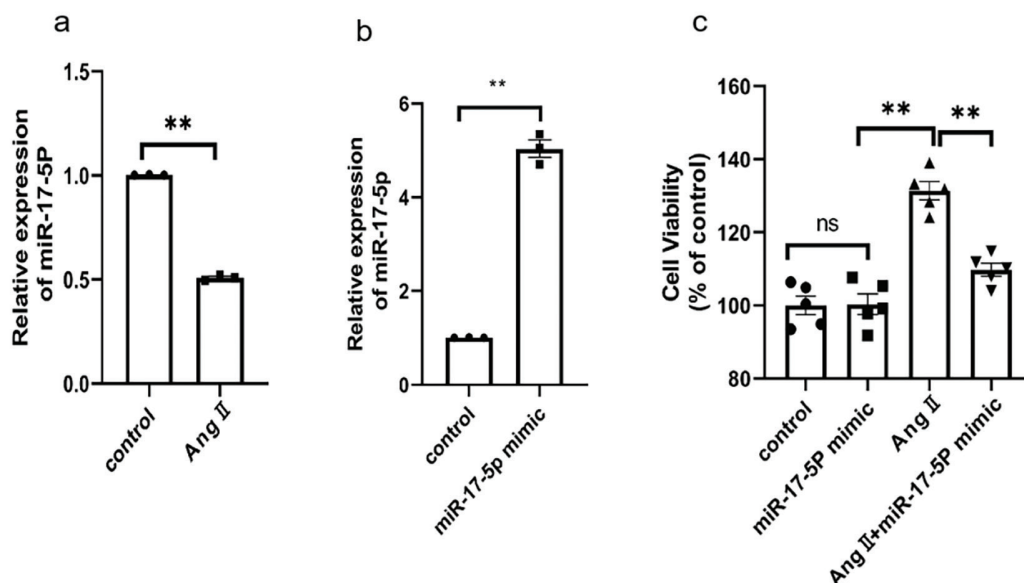 a
Relative expression
of miR-17-5P
1.5
1.0
0.5
0.0
**
control
Ang Ⅱ
b
Relative expression
of miR-17-5p
6
4
2
0
**
control
miR-17-5p mimic
c
Cell Viability
(% of control)
160
140
120
100
80
ns
**
**
control
miR-17-5P mimic
Ang Ⅱ
Ang Ⅱ+miR-17-5P mimic